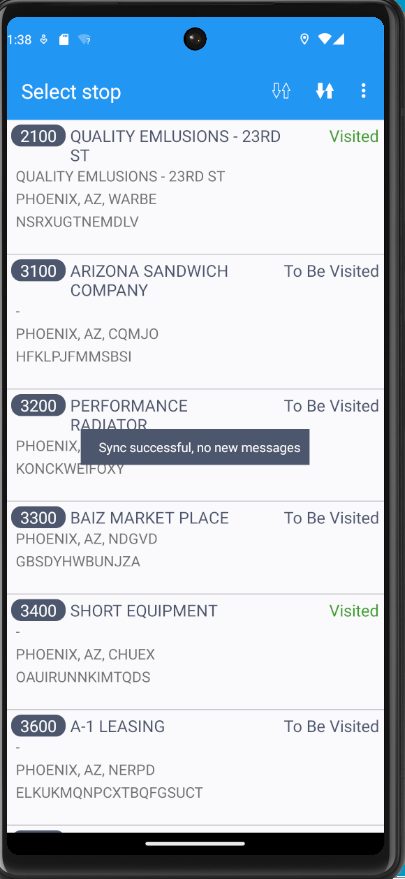 1:38
Select stop
2100 QUALITY EMLUSIONS - 23RD Visited
ST
QUALITY EMLUSIONS - 23RD ST
PHOENIX, AZ, WARBE
NSRXUGTNEMDLV
3100 ARIZONA SANDWICH To Be Visited
COMPANY
-
PHOENIX, AZ, CQMJO
HFKLPJFMMSBSI
3200 PERFORMANCE To Be Visited
RADIATOR
PHOENIX,
Sync successful, no new messages
KONCKWEIFOXY
3300 BAIZ MARKET PLACE To Be Visited
PHOENIX, AZ, NDGVD
GBSDYHWBUNJZA
3400 SHORT EQUIPMENT Visited
-
PHOENIX, AZ, CHUEX
OAUIRUNNKIMTQDS
3600 A-1 LEASING To Be Visited
-
PHOENIX, AZ, NERPD
ELKUKMQNPCXTBQFGSUCT